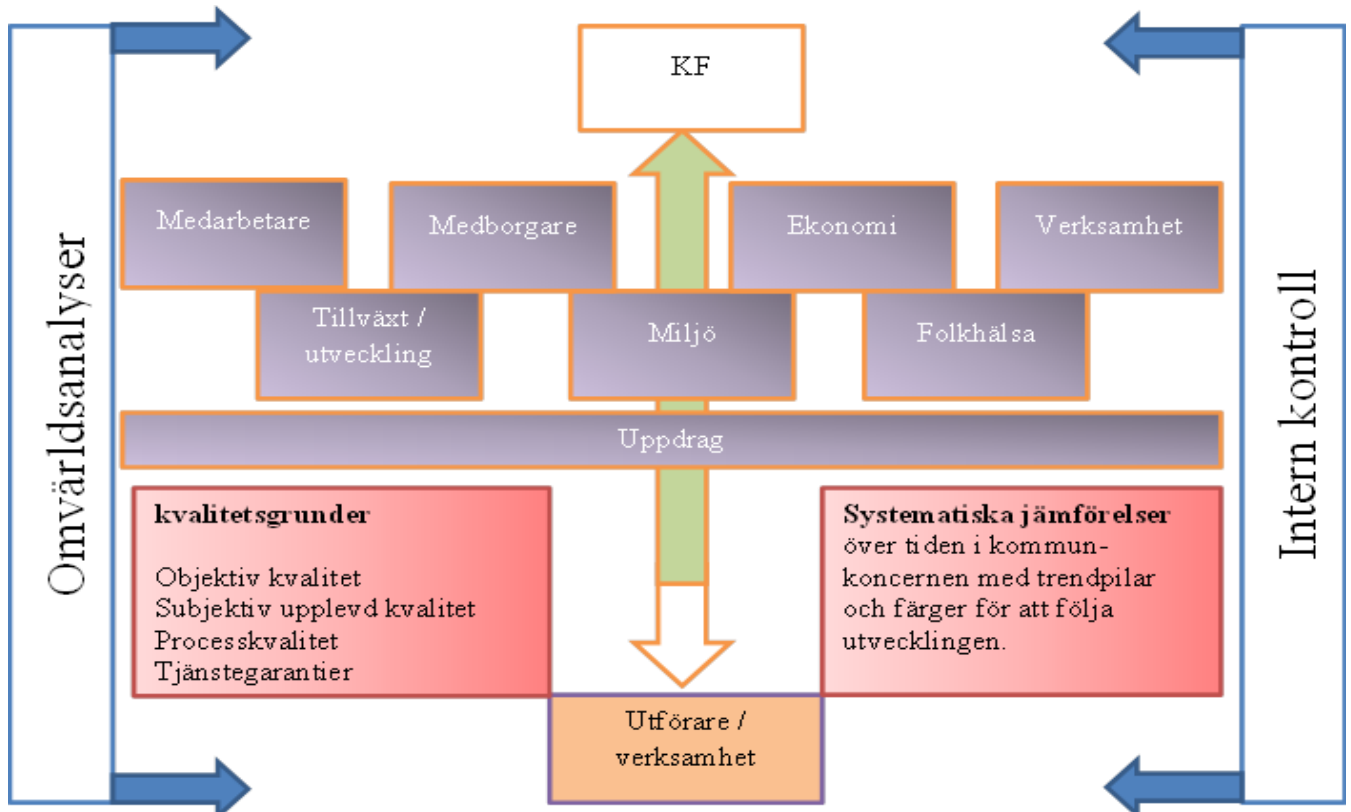 Omvärldsanalyser
KF
Medarbetare
Medborgare
Ekonomi
Verksamhet
Tillväxt /
utveckling
Miljö
Folkhälsa
Uppdrag
kvalitetsgrunder
Objektiv kvalitet
Subjektiv upplevd kvalitet
Processkvalitet
Tjänstegarantier
Systematiska jämförelser
över tiden i kommun-
koncernen med trendpilar
och färger för att följa
utvecklingen.
Utförare /
verksamhet
Intern kontroll